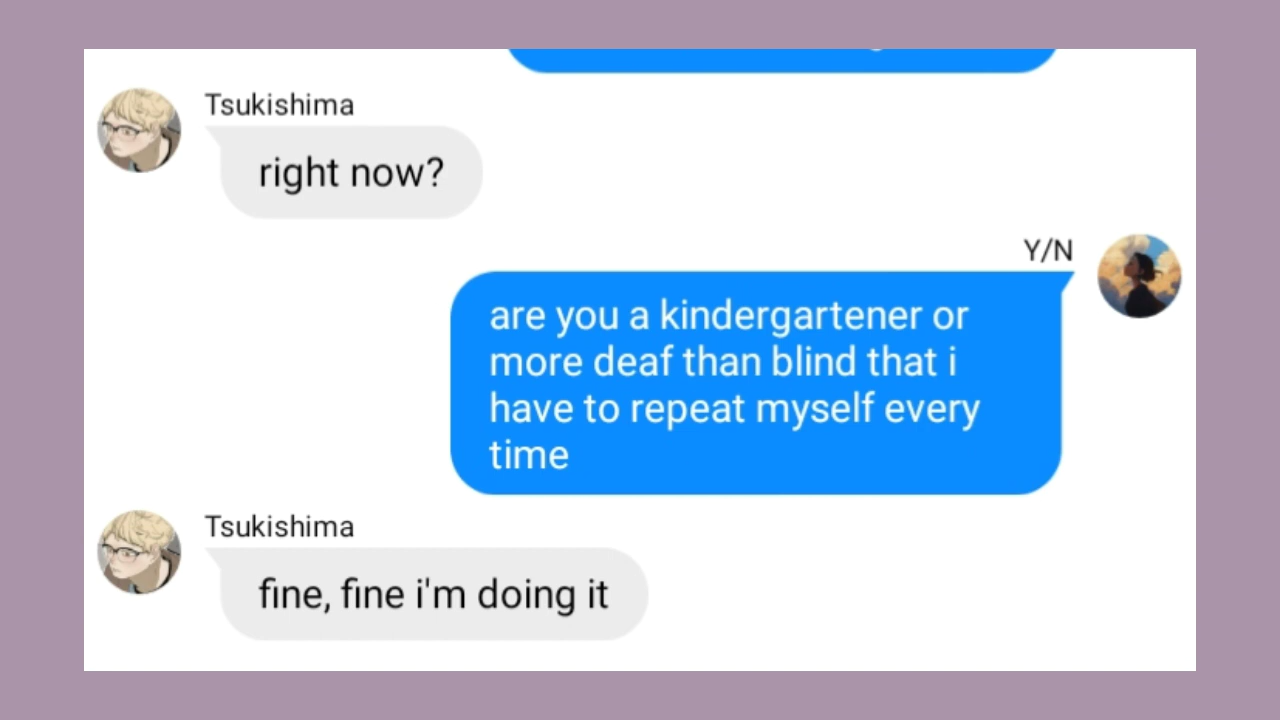 Tsukishima
right now?
Y/N
are you a kindergartener or
more deaf than blind that i
have to repeat myself every
time
Tsukishima
fine, fine i'm doing it